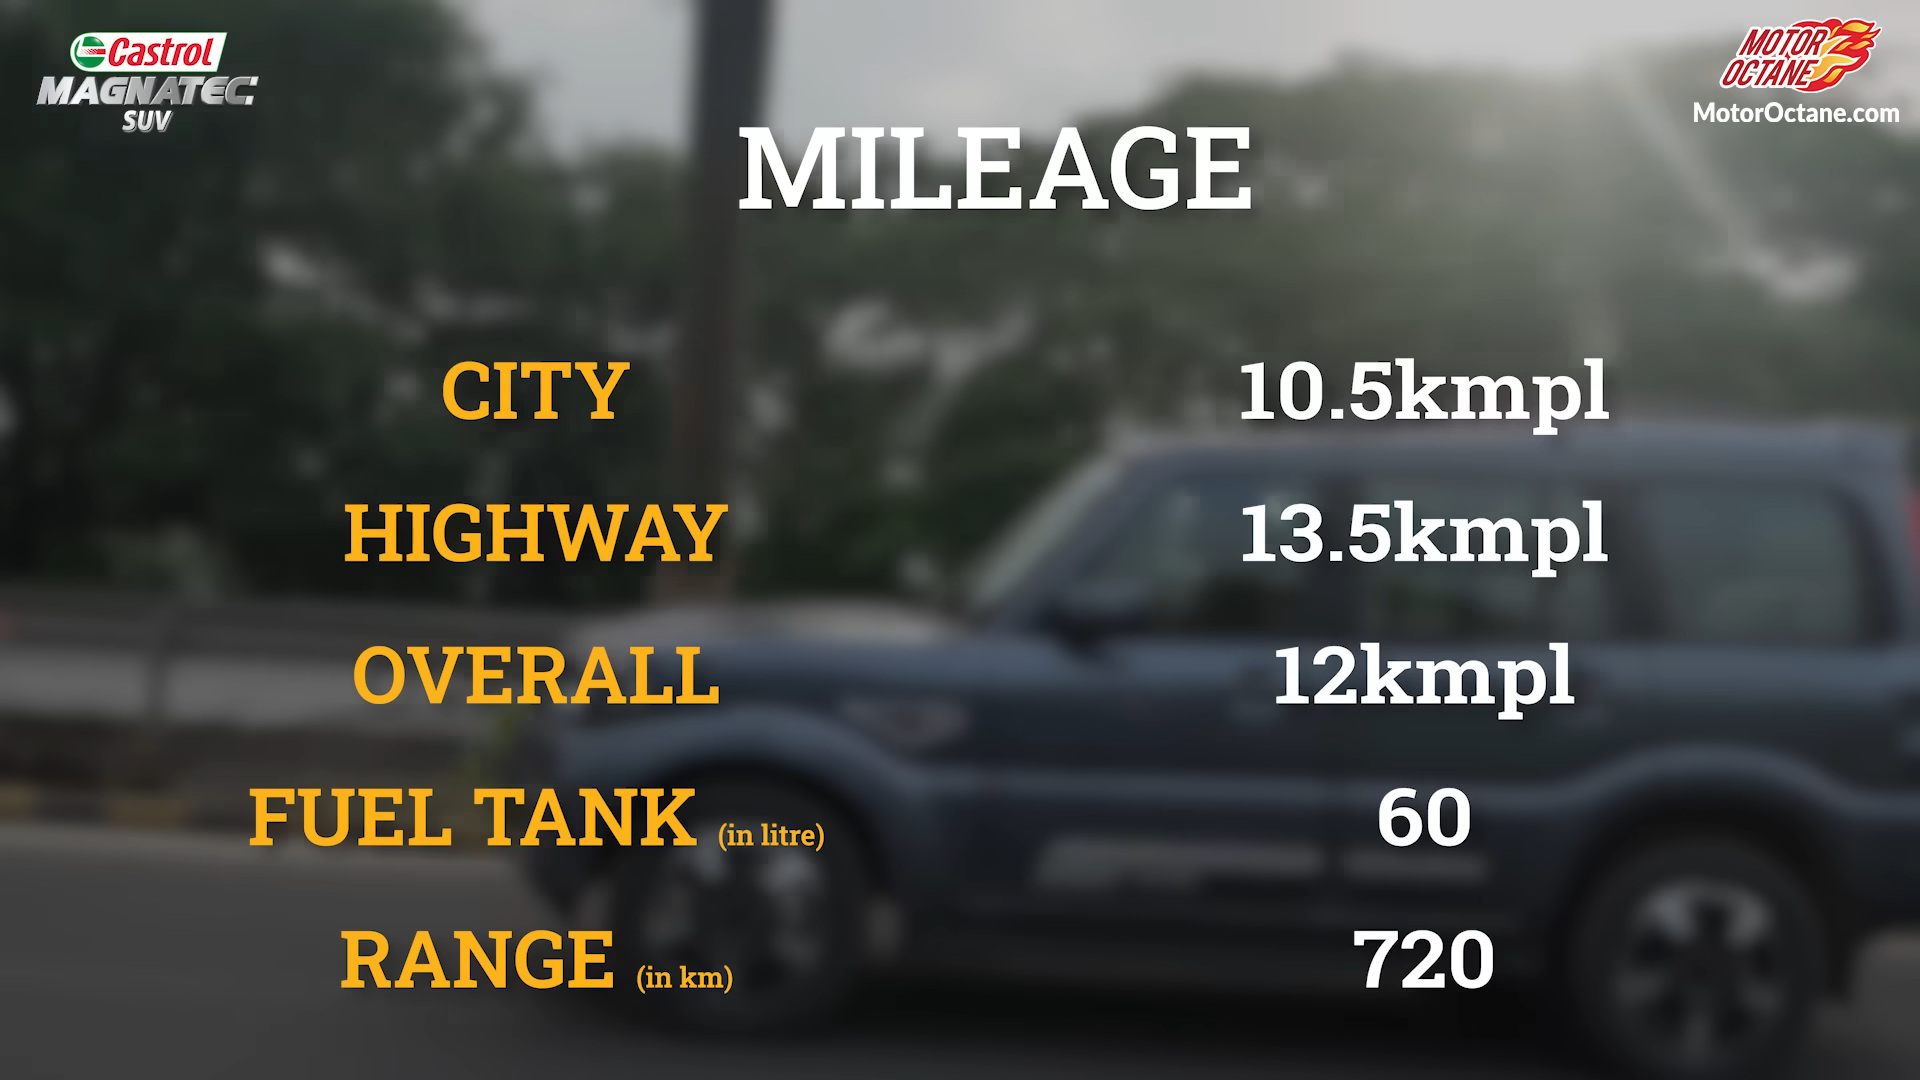 Castrol
MAGNATEC
SUV
MOTOR
OCTANE
MotorOctane.com
MILEAGE
CITY 10.5kmpl
HIGHWAY 13.5kmpl
OVERALL 12kmpl
FUEL TANK (in litre) 60
RANGE (in km) 720